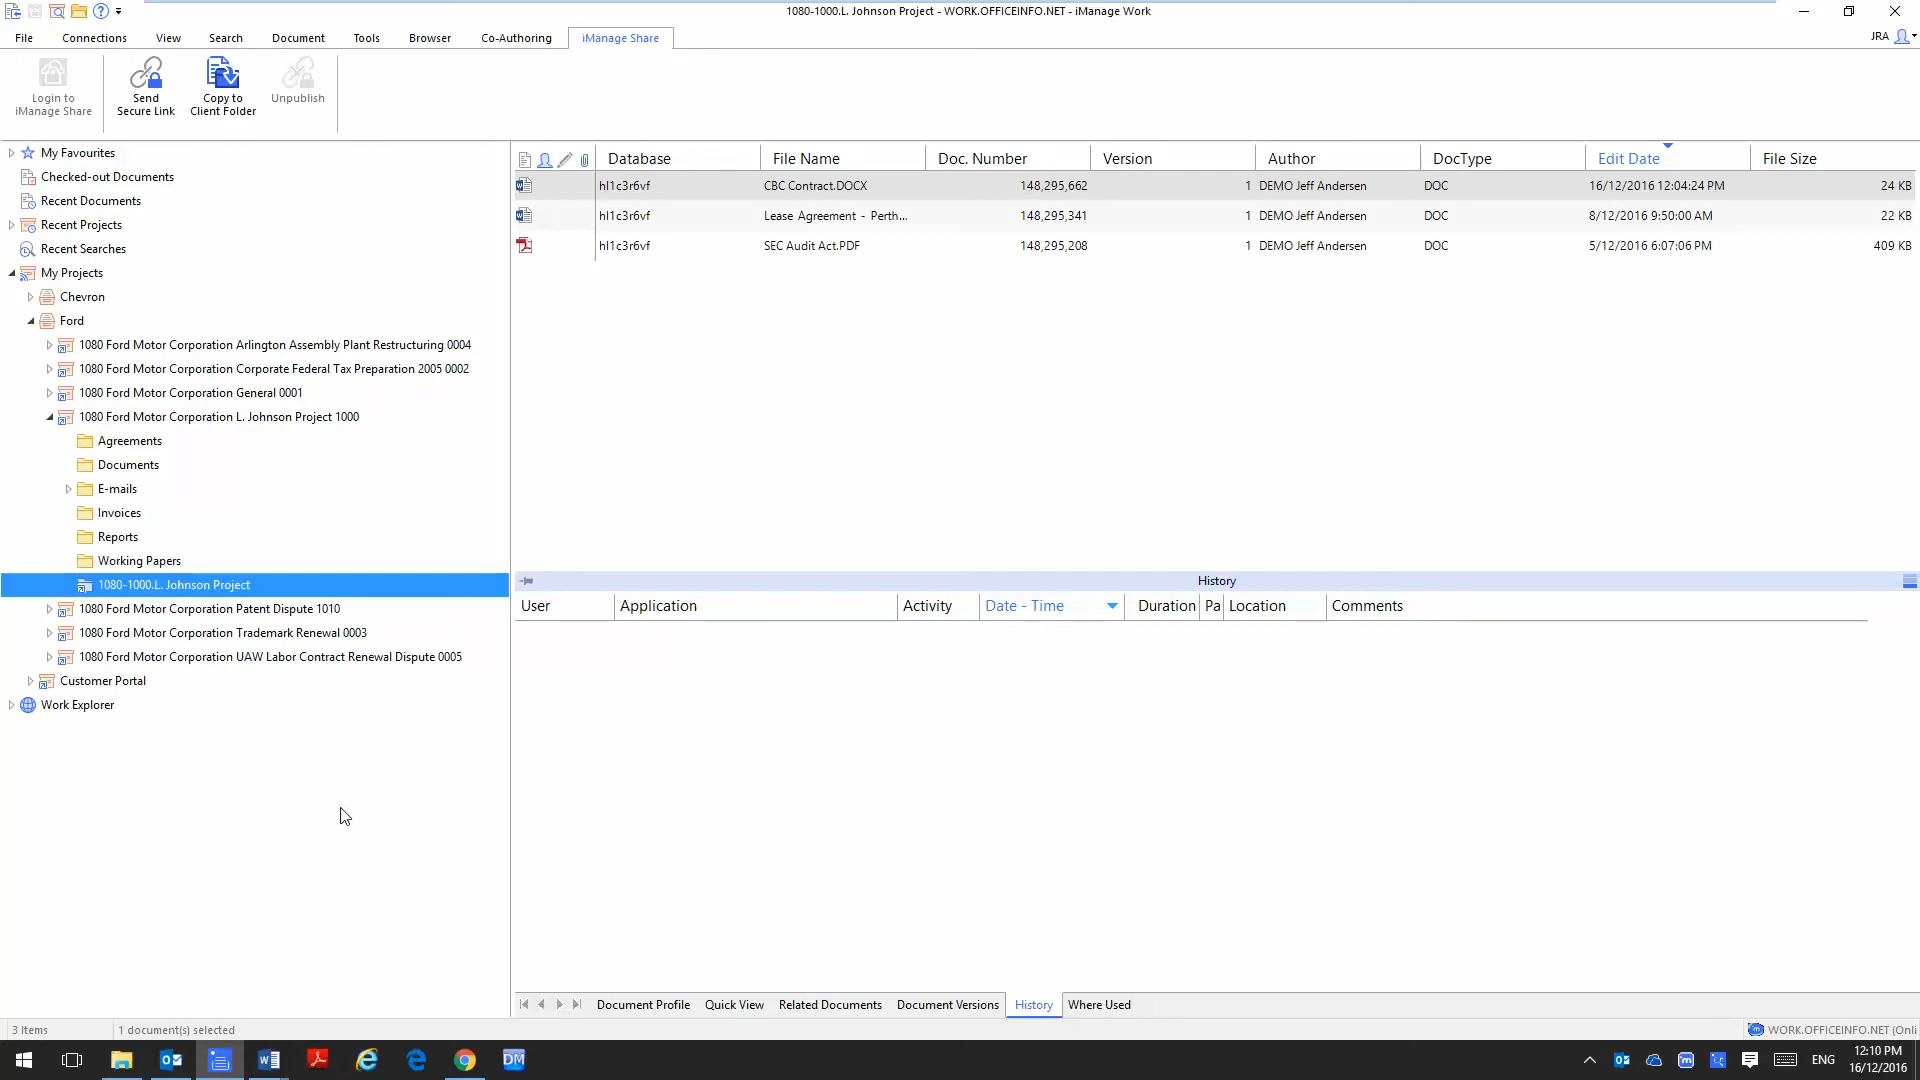 1080-1000.L. Johnson Project - WORK.OFFICEINFO.NET - iManage Work
File Connections View Search Document Tools Browser Co-Authoring iManage Share JRA
Login to
iManage Share
Send
Secure Link
Copy to
Client Folder
Unpublish
My Favourites
Checked-out Documents
Recent Documents
Recent Projects
Recent Searches
My Projects
Chevron
Ford
1080 Ford Motor Corporation Arlington Assembly Plant Restructuring 0004
1080 Ford Motor Corporation Corporate Federal Tax Preparation 2005 0002
1080 Ford Motor Corporation General 0001
1080 Ford Motor Corporation L. Johnson Project 1000
Agreements
Documents
E-mails
Invoices
Reports
Working Papers
1080-1000.L. Johnson Project
1080 Ford Motor Corporation Patent Dispute 1010
1080 Ford Motor Corporation Trademark Renewal 0003
1080 Ford Motor Corporation UAW Labor Contract Renewal Dispute 0005
Customer Portal
Work Explorer
Database File Name Doc. Number Version Author DocType Edit Date File Size
hl1c3r6vf CBC Contract.DOCX 148,295,662 1 DEMO Jeff Andersen DOC 16/12/2016 12:04:24 PM 24 KB
hl1c3r6vf Lease Agreement - Perth... 148,295,341 1 DEMO Jeff Andersen DOC 8/12/2016 9:50:00 AM 22 KB
hl1c3r6vf SEC Audit Act.PDF 148,295,208 1 DEMO Jeff Andersen DOC 5/12/2016 6:07:06 PM 409 KB
History
User Application Activity Date - Time Duration Pa Location Comments
Document Profile Quick View Related Documents Document Versions History Where Used
3 Items 1 document(s) selected WORK.OFFICEINFO.NET (Onli
DM ENG 12:10 PM
16/12/2016